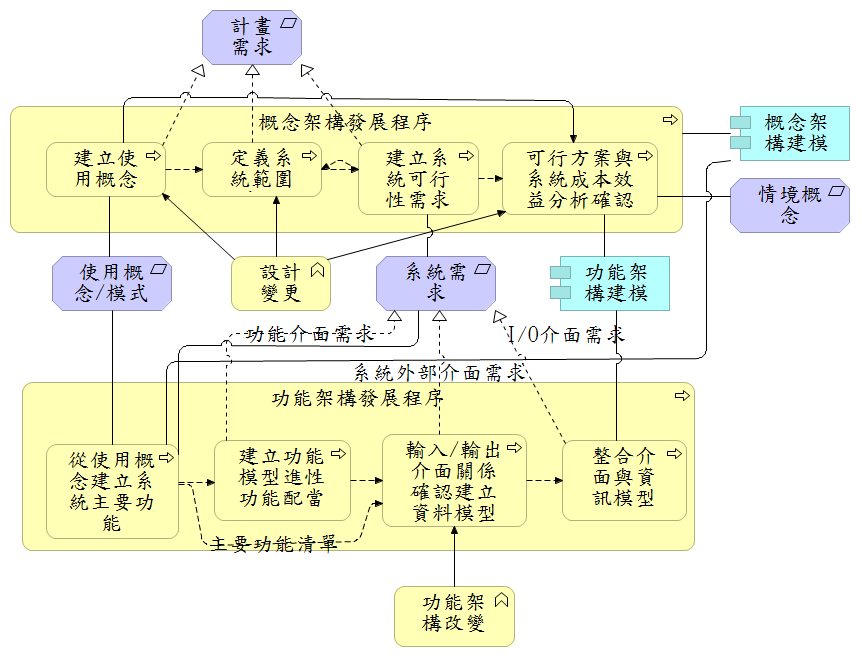 計畫
需求
概念架構發展程序
概念架
構建模
建立使
用概念
定義系
統範圍
建立系
統可行
性需求
可行方案與
系統成本效
益分析確認
情境概
念
使用概
念/模式
設計
變更
系統需
求
功能架
構建模
功能介面需求
I/O介面需求
系統外部介面需求
功能架構發展程序
從使用概
念建立系
統主要功
能
建立功能
模型進性
功能配當
輸入/輸出
介面關係
確認建立
資料模型
整合介
面與資
訊模型
主要功能清單
功能架
構改變